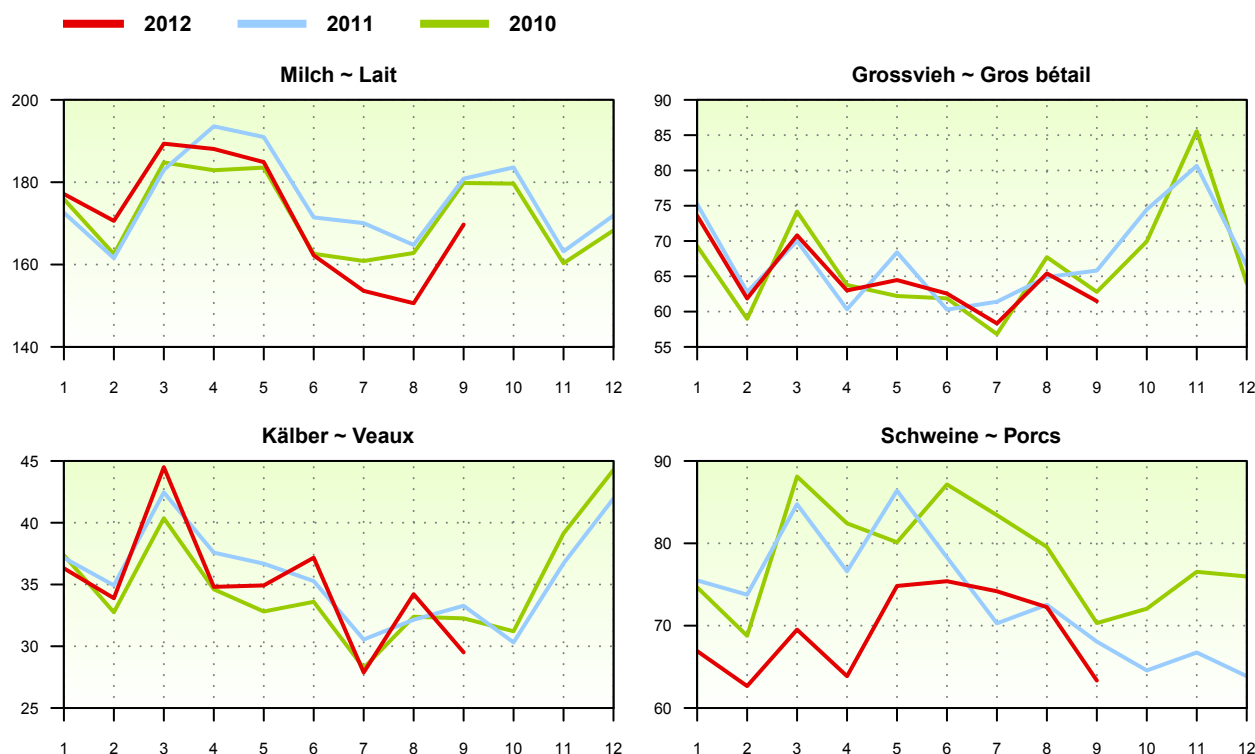 2012 2011 2010
Milch ~ Lait
200
180
160
140
1 2 3 4 5 6 7 8 9 10 11 12
Grossvieh ~ Gros bétail
90
85
80
75
70
65
60
55
1 2 3 4 5 6 7 8 9 10 11 12
Kälber ~ Veaux
45
40
35
30
25
1 2 3 4 5 6 7 8 9 10 11 12
Schweine ~ Porcs
90
80
70
60
1 2 3 4 5 6 7 8 9 10 11 12